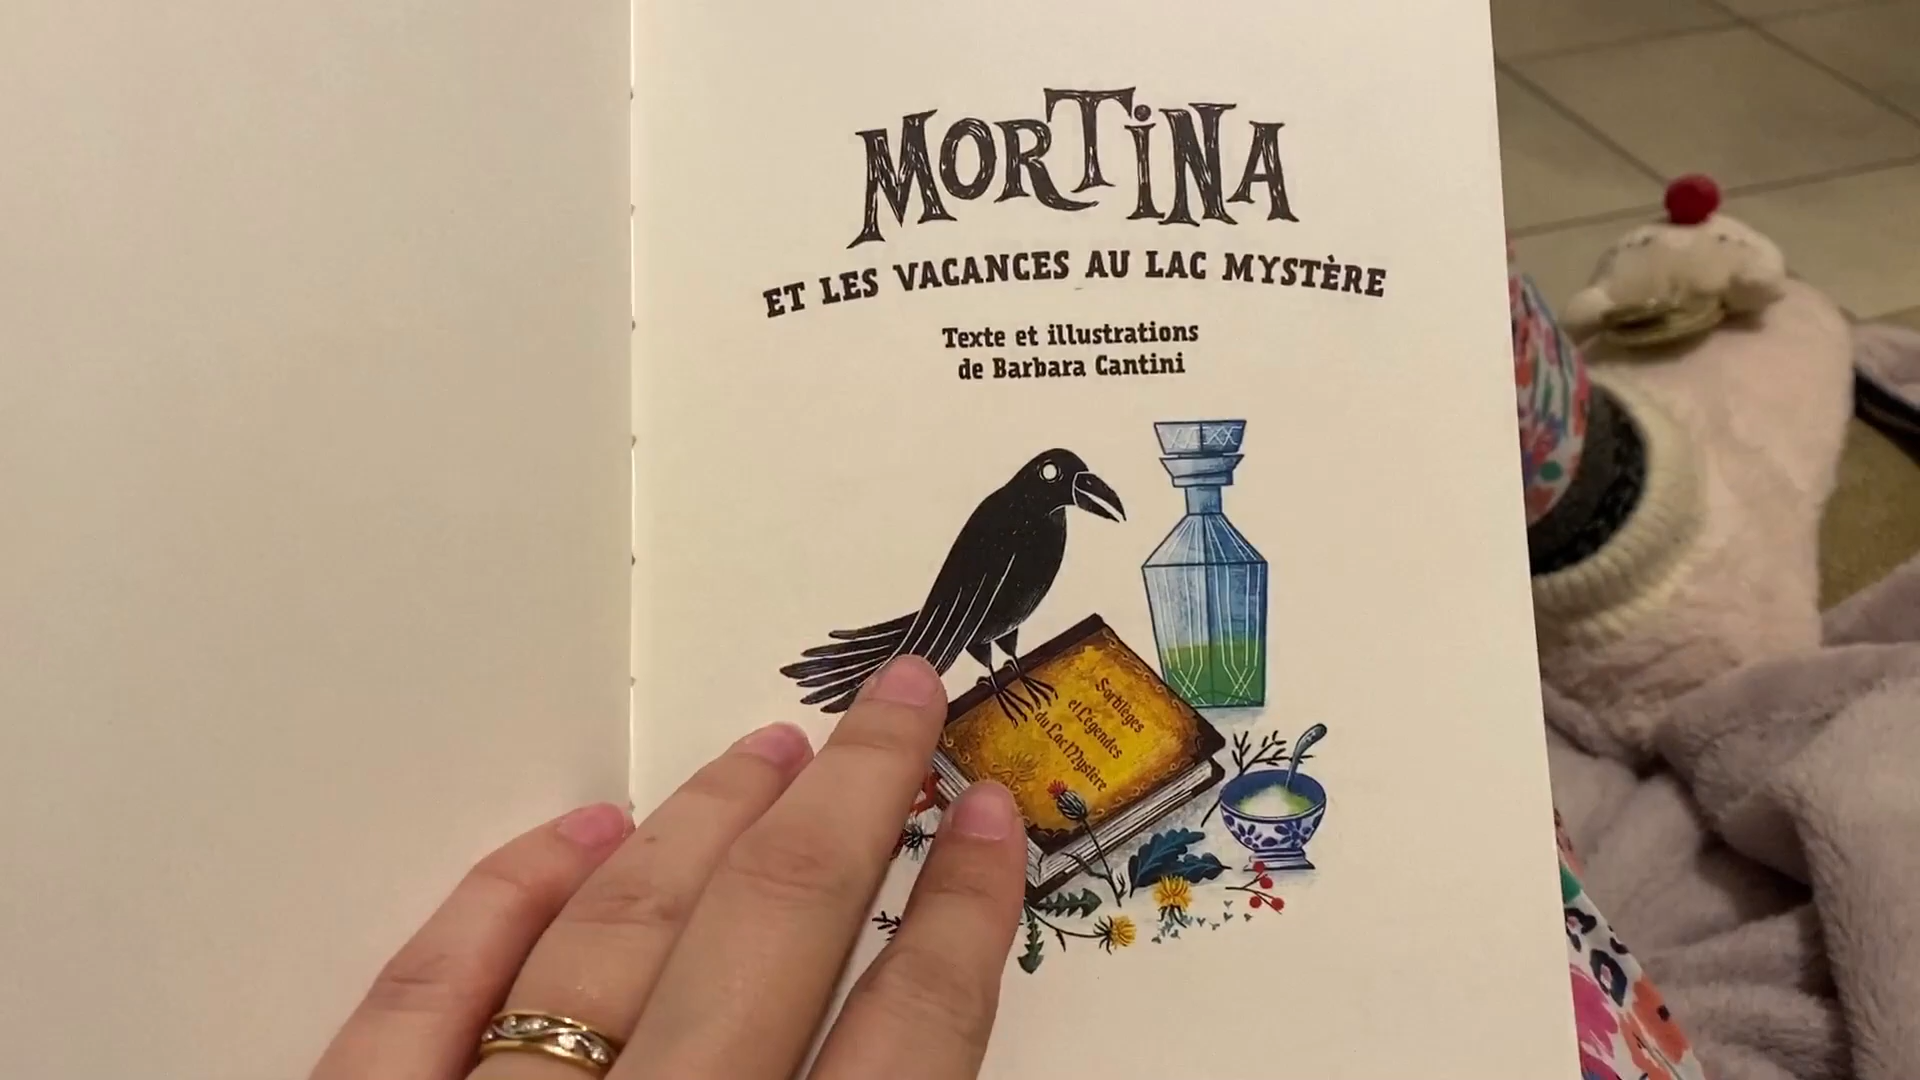 MORTiNA
ET LES VACANCES AU LAC MYSTÈRE
Texte et illustrations
de Barbara Cantini
Sortilèges
et Légendes
du Lac Mystère